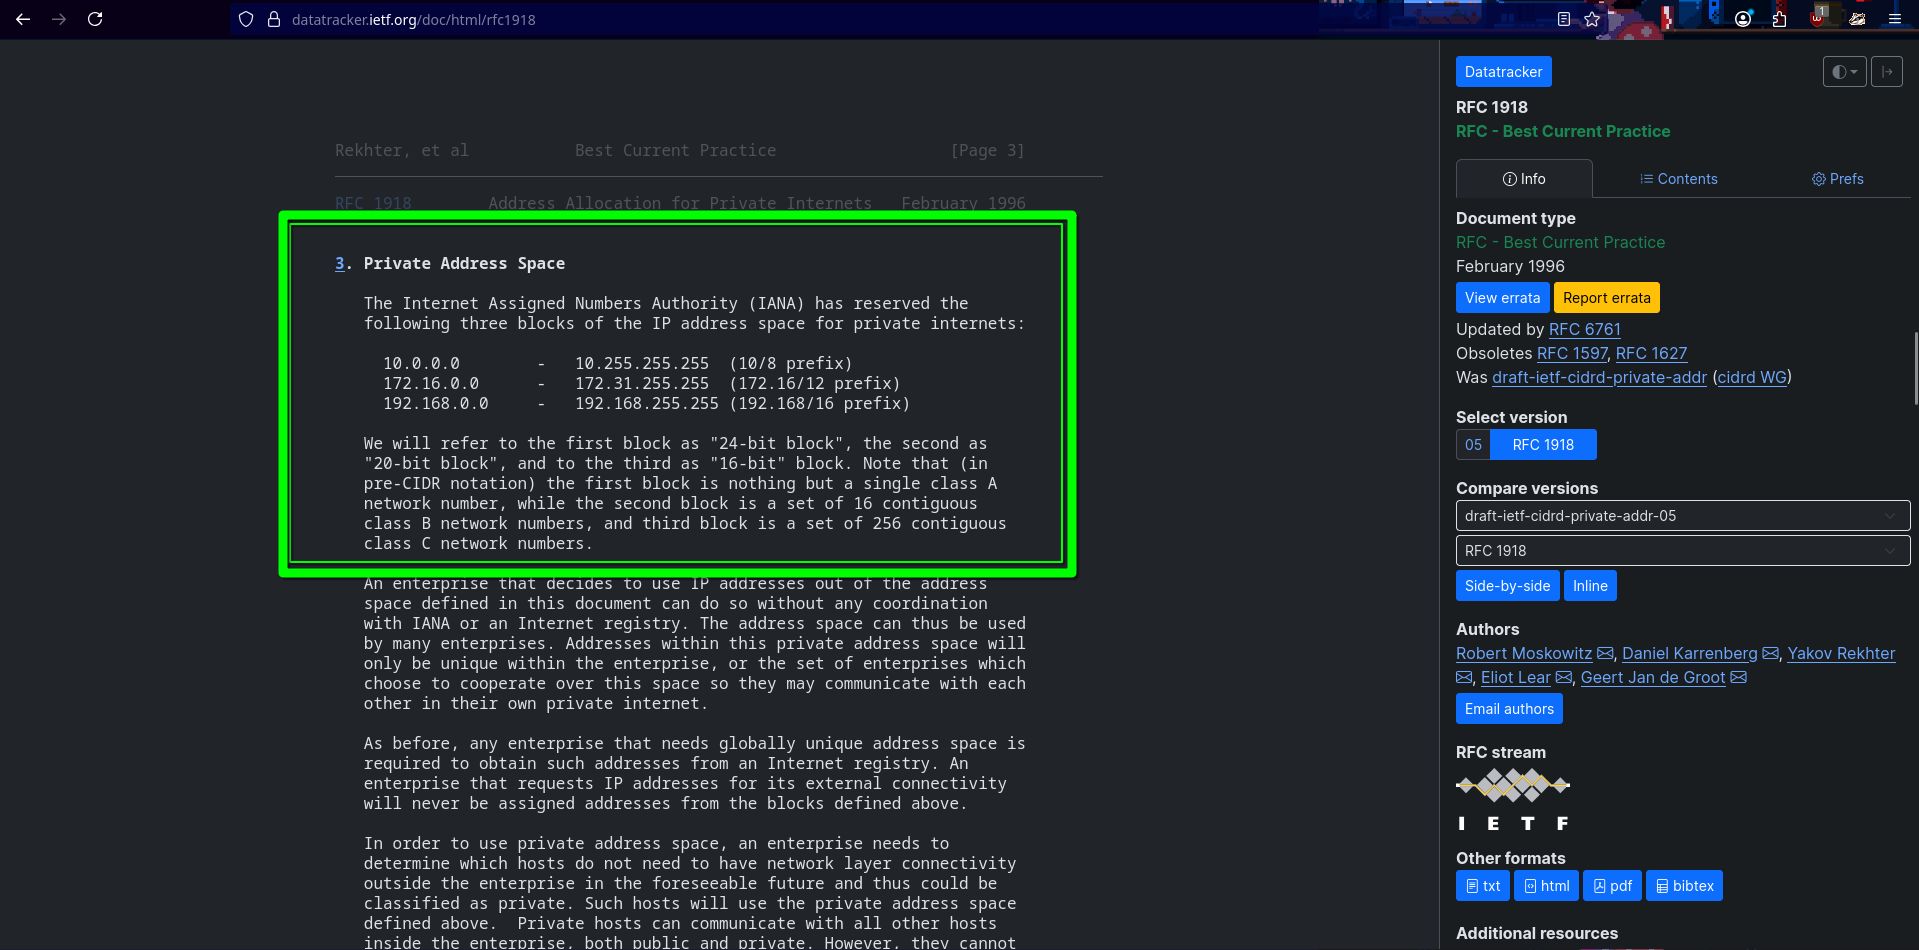 datatracker.ietf.org/doc/html/rfc1918
1
Rekhter, et al           Best Current Practice                  [Page 3]
RFC 1918        Address Allocation for Private Internets   February 1996
3. Private Address Space
The Internet Assigned Numbers Authority (IANA) has reserved the
following three blocks of the IP address space for private internets:
10.0.0.0        -   10.255.255.255  (10/8 prefix)
172.16.0.0      -   172.31.255.255  (172.16/12 prefix)
192.168.0.0     -   192.168.255.255 (192.168/16 prefix)
We will refer to the first block as "24-bit block", the second as
"20-bit block", and to the third as "16-bit" block. Note that (in
pre-CIDR notation) the first block is nothing but a single class A
network number, while the second block is a set of 16 contiguous
class B network numbers, and third block is a set of 256 contiguous
class C network numbers.
An enterprise that decides to use IP addresses out of the address
space defined in this document can do so without any coordination
with IANA or an Internet registry. The address space can thus be used
by many enterprises. Addresses within this private address space will
only be unique within the enterprise, or the set of enterprises which
choose to cooperate over this space so they may communicate with each
other in their own private internet.
As before, any enterprise that needs globally unique address space is
required to obtain such addresses from an Internet registry. An
enterprise that requests IP addresses for its external connectivity
will never be assigned addresses from the blocks defined above.
In order to use private address space, an enterprise needs to
determine which hosts do not need to have network layer connectivity
outside the enterprise in the foreseeable future and thus could be
classified as private. Such hosts will use the private address space
defined above.  Private hosts can communicate with all other hosts
inside the enterprise, both public and private. However, they cannot
Datatracker
RFC 1918
RFC - Best Current Practice
Info
Contents
Prefs
Document type
RFC - Best Current Practice
February 1996
View errata
Report errata
Updated by RFC 6761
Obsoletes RFC 1597, RFC 1627
Was draft-ietf-cidrd-private-addr (cidrd WG)
Select version
05
RFC 1918
Compare versions
draft-ietf-cidrd-private-addr-05
RFC 1918
Side-by-side
Inline
Authors
Robert Moskowitz, Daniel Karrenberg, Yakov Rekhter
, Eliot Lear, Geert Jan de Groot
Email authors
RFC stream
I E T F
Other formats
txt
html
pdf
bibtex
Additional resources